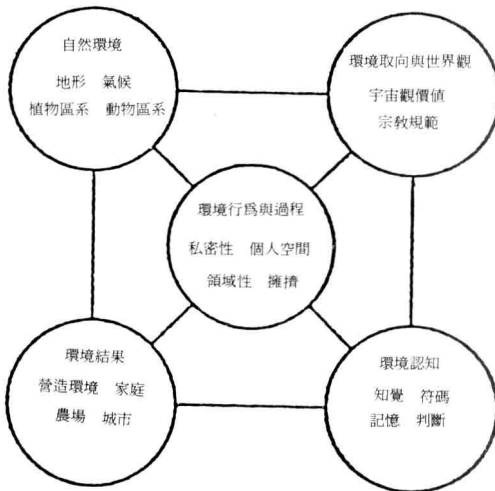 自然環境
地形 氣候
植物區系 動物區系
環境取向與世界觀
宇宙觀價値
宗敎規範
環境行爲與過程
私密性 個人空間
領域性 擁擠
環境結果
營造環境 家庭
農場 城市
環境認知
知覺 符碼
記憶 判斷